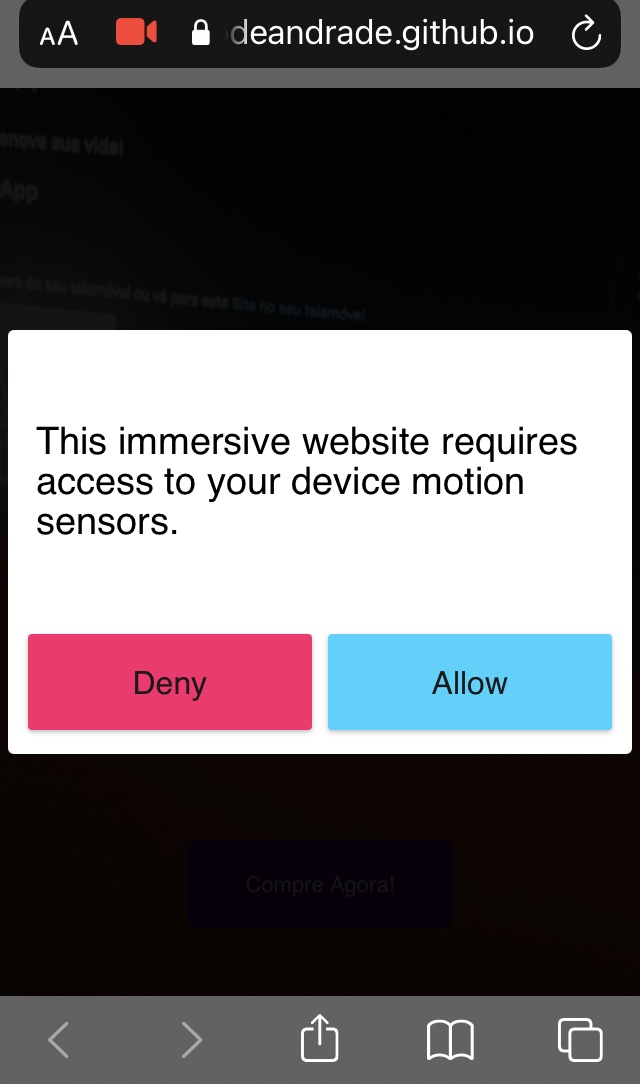 AA deandrade.github.io
enove sua vida!
App
do seu telemóvel ou vá para este Site no seu telemóvel
This immersive website requires
access to your device motion
sensors.
Deny Allow
Compre Agora!